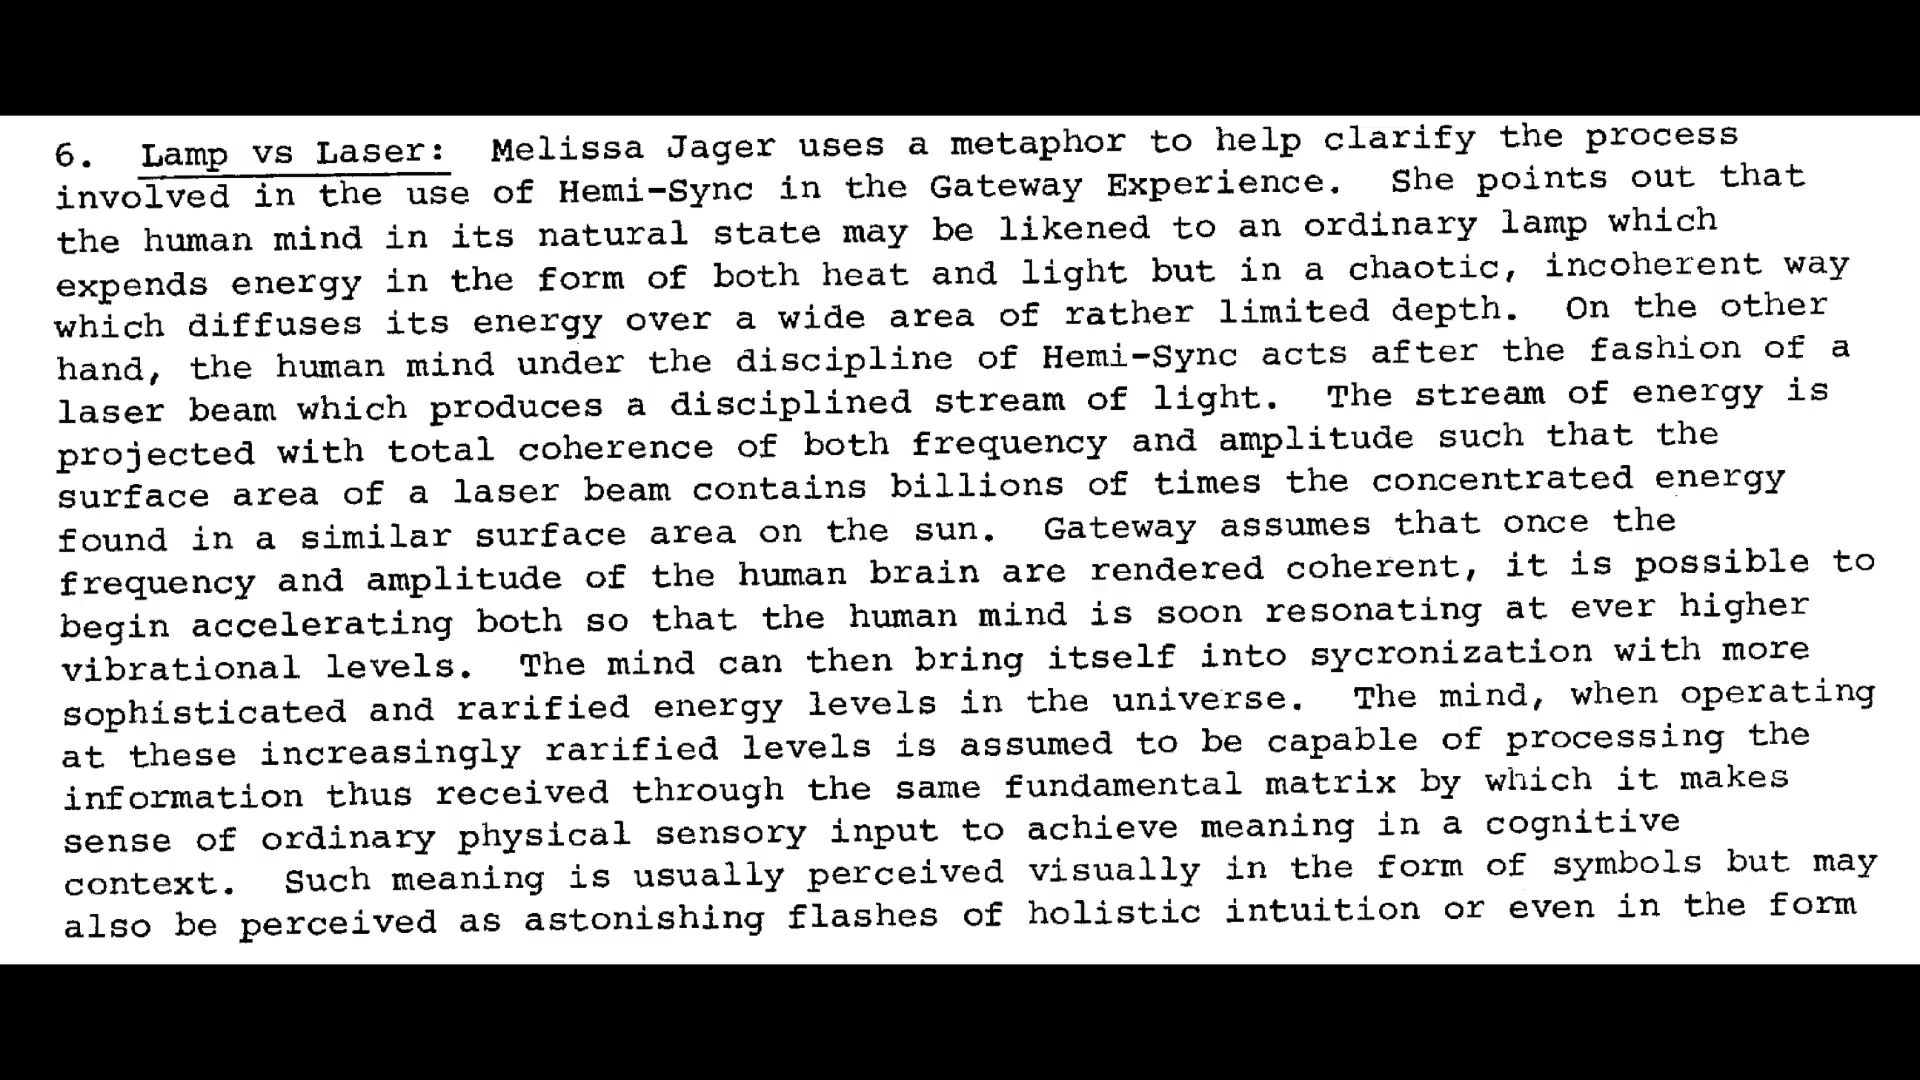 6.  Lamp vs Laser:  Melissa Jager uses a metaphor to help clarify the process
involved in the use of Hemi-Sync in the Gateway Experience.  She points out that
the human mind in its natural state may be likened to an ordinary lamp which
expends energy in the form of both heat and light but in a chaotic, incoherent way
which diffuses its energy over a wide area of rather limited depth.  On the other
hand, the human mind under the discipline of Hemi-Sync acts after the fashion of a
laser beam which produces a disciplined stream of light.  The stream of energy is
projected with total coherence of both frequency and amplitude such that the
surface area of a laser beam contains billions of times the concentrated energy
found in a similar surface area on the sun.  Gateway assumes that once the
frequency and amplitude of the human brain are rendered coherent, it is possible to
begin accelerating both so that the human mind is soon resonating at ever higher
vibrational levels.  The mind can then bring itself into sycronization with more
sophisticated and rarified energy levels in the universe.  The mind, when operating
at these increasingly rarified levels is assumed to be capable of processing the
information thus received through the same fundamental matrix by which it makes
sense of ordinary physical sensory input to achieve meaning in a cognitive
context.  Such meaning is usually perceived visually in the form of symbols but may
also be perceived as astonishing flashes of holistic intuition or even in the form